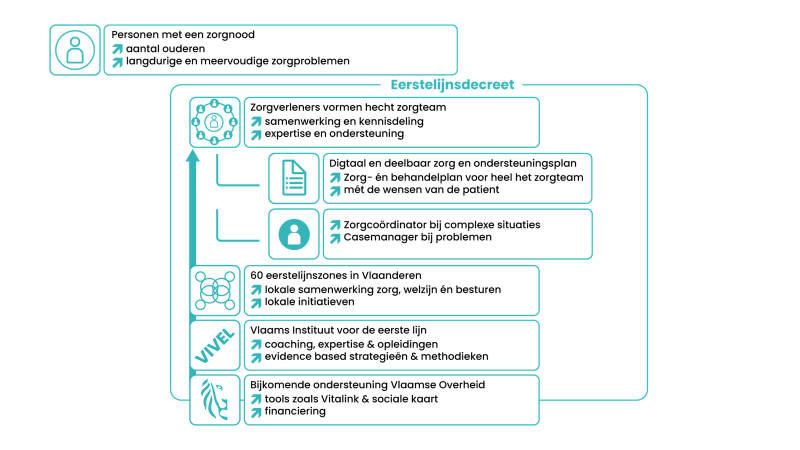 Personen met een zorgnood
aantal ouderen
langdurige en meervoudige zorgproblemen
Eerstelijnsdecreet
Zorgverleners vormen hecht zorgteam
samenwerking en kennisdeling
expertise en ondersteuning
Digtaal en deelbaar zorg en ondersteuningsplan
Zorg- én behandelplan voor heel het zorgteam
mét de wensen van de patient
Zorgcoördinator bij complexe situaties
Casemanager bij problemen
60 eerstelijnszones in Vlaanderen
lokale samenwerking zorg, welzijn én besturen
lokale initiatieven
VIVEL
Vlaams Instituut voor de eerste lijn
coaching, expertise & opleidingen
evidence based strategieën & methodieken
Bijkomende ondersteuning Vlaamse Overheid
tools zoals Vitalink & sociale kaart
financiering